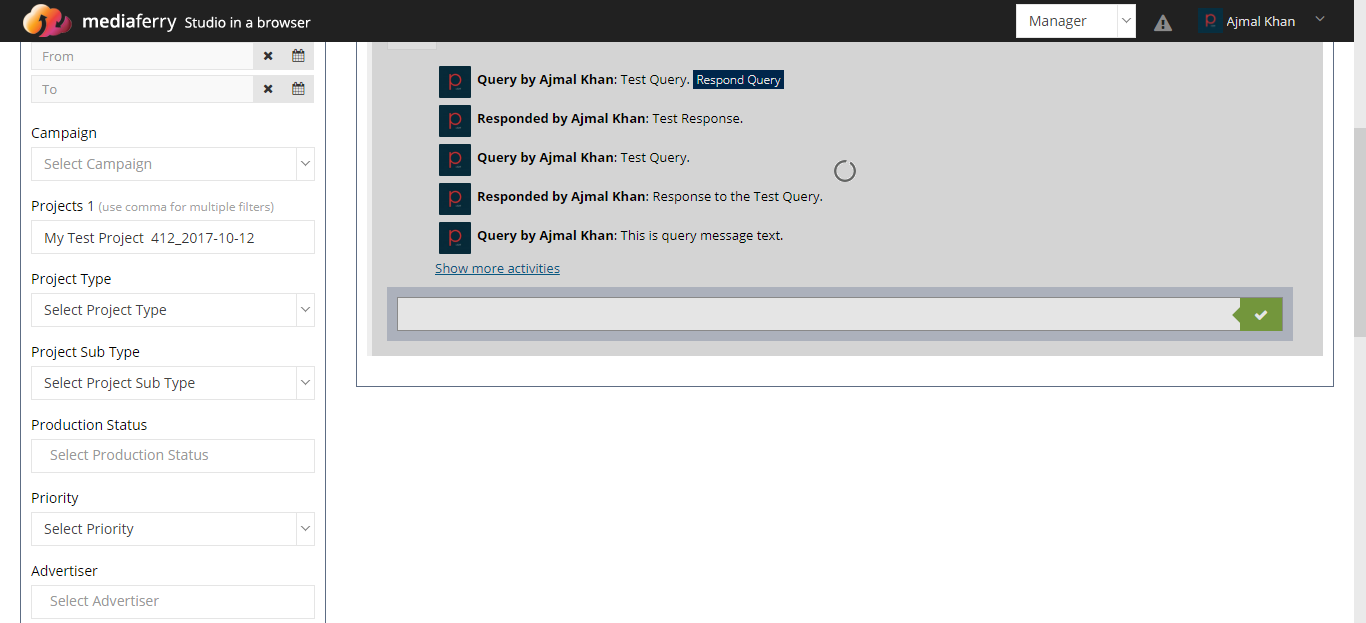 mediaferry Studio in a browser
Manager
Ajmal Khan
From
To
Campaign
Select Campaign
Projects 1 (use comma for multiple filters)
My Test Project  412_2017-10-12
Project Type
Select Project Type
Project Sub Type
Select Project Sub Type
Production Status
Select Production Status
Priority
Select Priority
Advertiser
Select Advertiser
Query by Ajmal Khan: Test Query. Respond Query
Responded by Ajmal Khan: Test Response.
Query by Ajmal Khan: Test Query.
Responded by Ajmal Khan: Response to the Test Query.
Query by Ajmal Khan: This is query message text.
Show more activities